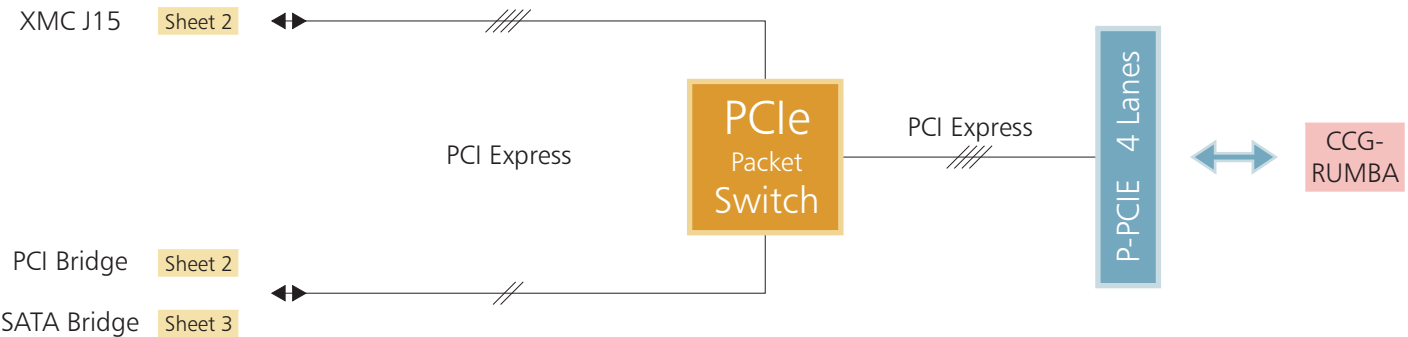 XMC J15 Sheet 2
PCI Express
PCIe
Packet
Switch
PCI Express
P-PCIE 4 Lanes
CCG-
RUMBA
PCI Bridge Sheet 2
SATA Bridge Sheet 3